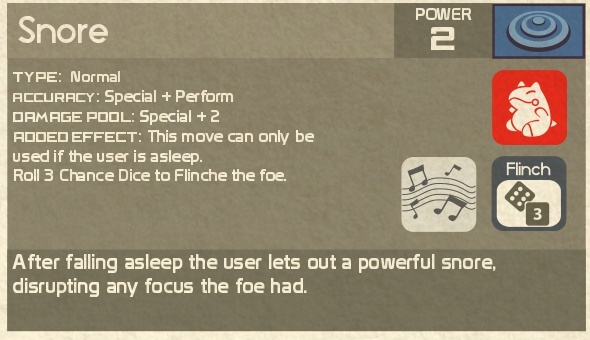 Snore
POWER
2
TYPE: Normal
ACCURACY: Special + Perform
DAMAGE POOL: Special + 2
ADDED EFFECT: This move can only be
used if the user is asleep.
Roll 3 Chance Dice to Flinche the foe.
Flinch
3
After falling asleep the user lets out a powerful snore,
disrupting any focus the foe had.